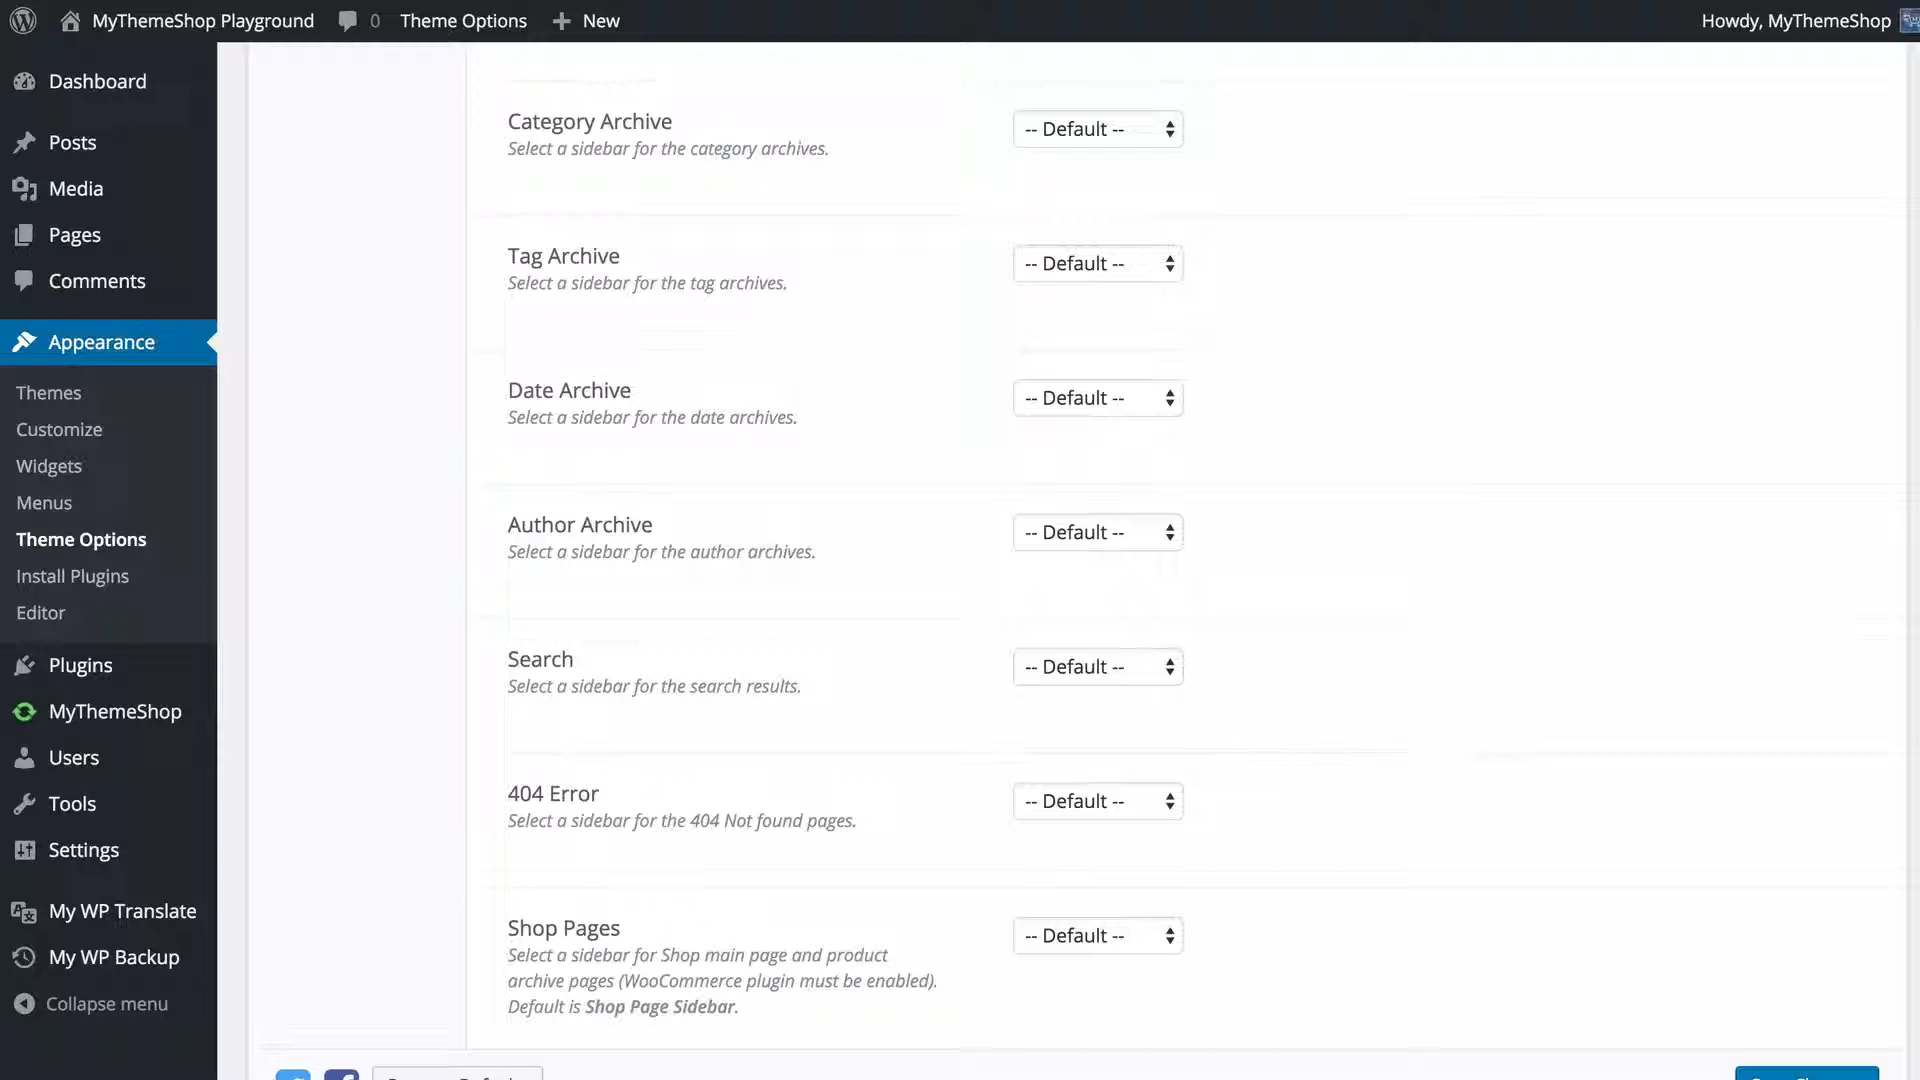 MyThemeShop Playground 0 Theme Options New Howdy, MyThemeShop
Dashboard
Posts
Media
Pages
Comments
Appearance
Themes
Customize
Widgets
Menus
Theme Options
Install Plugins
Editor
Plugins
MyThemeShop
Users
Tools
Settings
My WP Translate
My WP Backup
Collapse menu
Category Archive
Select a sidebar for the category archives.
-- Default --
Tag Archive
Select a sidebar for the tag archives.
-- Default --
Date Archive
Select a sidebar for the date archives.
-- Default --
Author Archive
Select a sidebar for the author archives.
-- Default --
Search
Select a sidebar for the search results.
-- Default --
404 Error
Select a sidebar for the 404 Not found pages.
-- Default --
Shop Pages
Select a sidebar for Shop main page and product
archive pages (WooCommerce plugin must be enabled).
Default is Shop Page Sidebar.
-- Default --